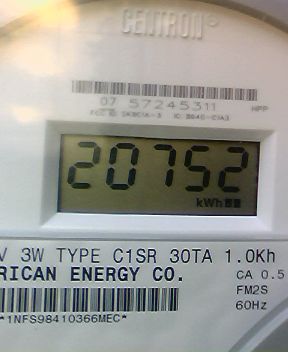 CENTRON®
07 57245311 HPP
20752
kWh
V 3W TYPE C1SR 30TA 1.0Kh
RICAN ENERGY CO. CA 0.5
FM2S
*1NFS98410366MEC* 60Hz